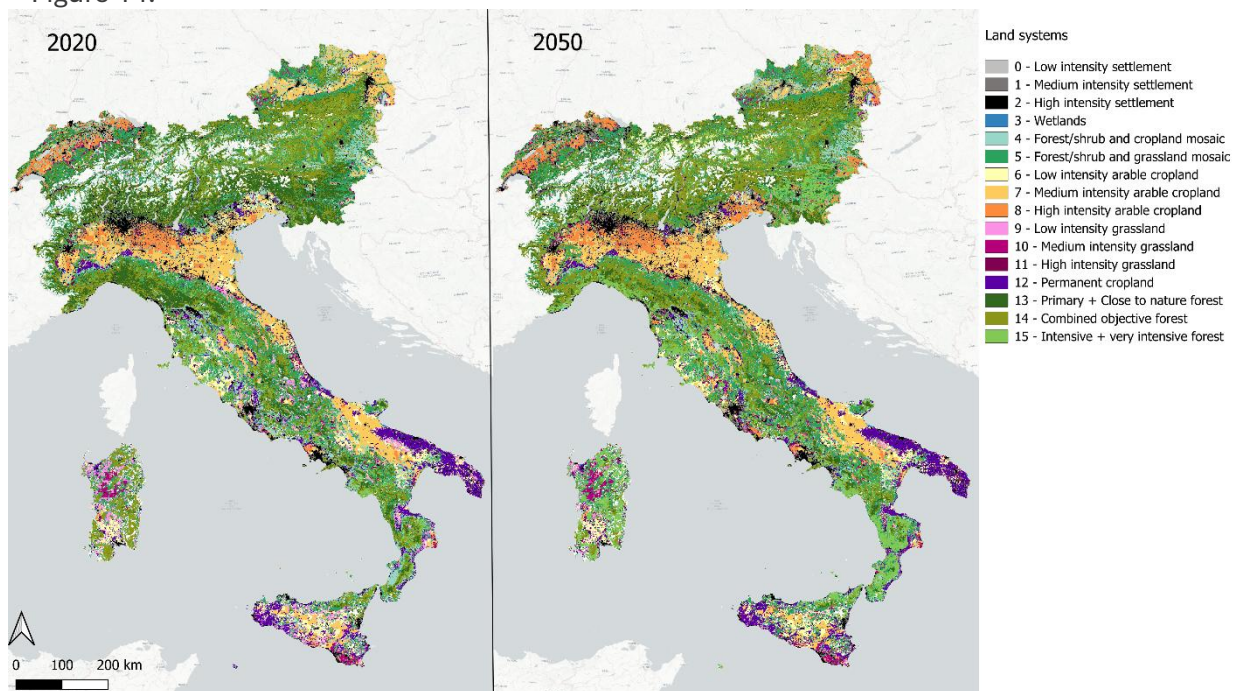 2020
2050
Land systems
0 - Low intensity settlement
1 - Medium intensity settlement
2 - High intensity settlement
3 - Wetlands
4 - Forest/shrub and cropland mosaic
5 - Forest/shrub and grassland mosaic
6 - Low intensity arable cropland
7 - Medium intensity arable cropland
8 - High intensity arable cropland
9 - Low intensity grassland
10 - Medium intensity grassland
11 - High intensity grassland
12 - Permanent cropland
13 - Primary + Close to nature forest
14 - Combined objective forest
15 - Intensive + very intensive forest
0 100 200 km